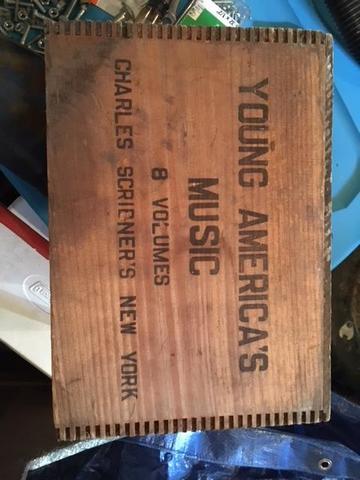 YOUNG AMERICA'S
MUSIC
8 VOLUMES
CHARLES SCRIBNER'S NEW YORK